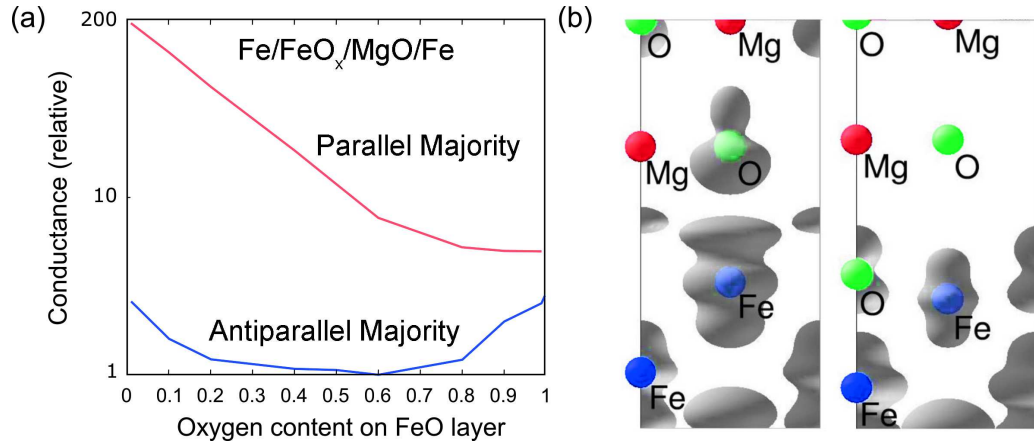 (a)
200
10
1
Conductance (relative)
Fe/FeOₓ/MgO/Fe
Parallel Majority
Antiparallel Majority
0 0.1 0.2 0.3 0.4 0.5 0.6 0.7 0.8 0.9 1
Oxygen content on FeO layer
(b)
O Mg
Mg O
Fe
Fe
O Mg
Mg O
O Fe
Fe